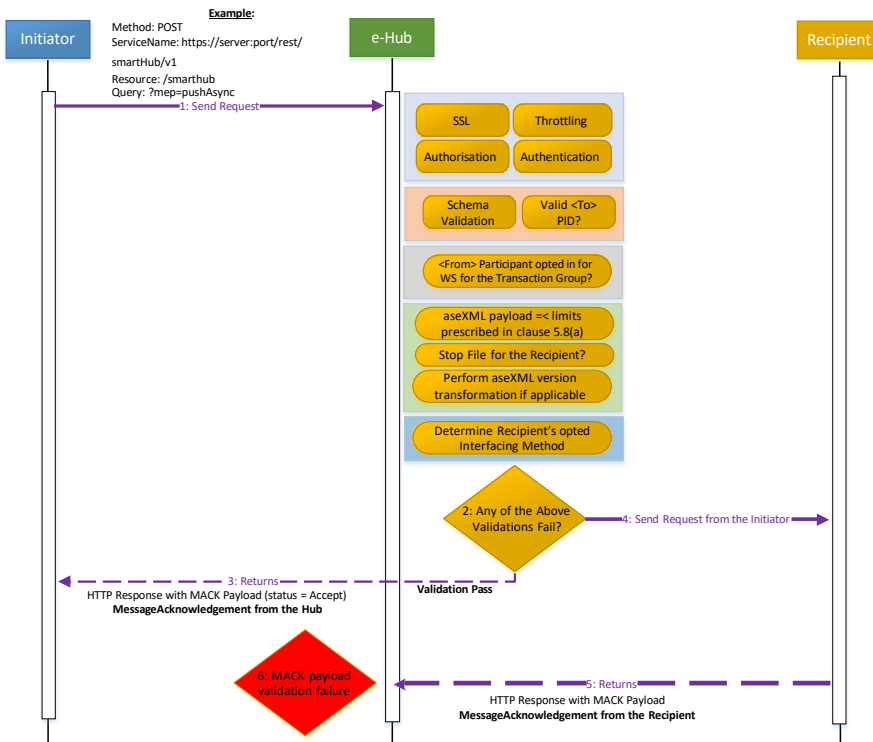 Example:
Method: POST
ServiceName: https://server:port/rest/
smartHub/v1
Resource: /smarthub
Query: ?mep=pushAsync
Initiator
e-Hub
Recipient
1: Send Request
SSL
Throttling
Authorisation
Authentication
Schema
Validation
Valid <To>
PID?
<From> Participant opted in for
WS for the Transaction Group?
aseXML payload =< limits
prescribed in clause 5.8(a)
Stop File for the Recipient?
Perform aseXML version
transformation if applicable
Determine Recipient's opted
Interfacing Method
2: Any of the Above
Validations Fail?
4: Send Request from the Initiator
3: Returns
HTTP Response with MACK Payload (status = Accept)
MessageAcknowledgement from the Hub
Validation Pass
6: MACK payload
validation failure
5: Returns
HTTP Response with MACK Payload
MessageAcknowledgement from the Recipient